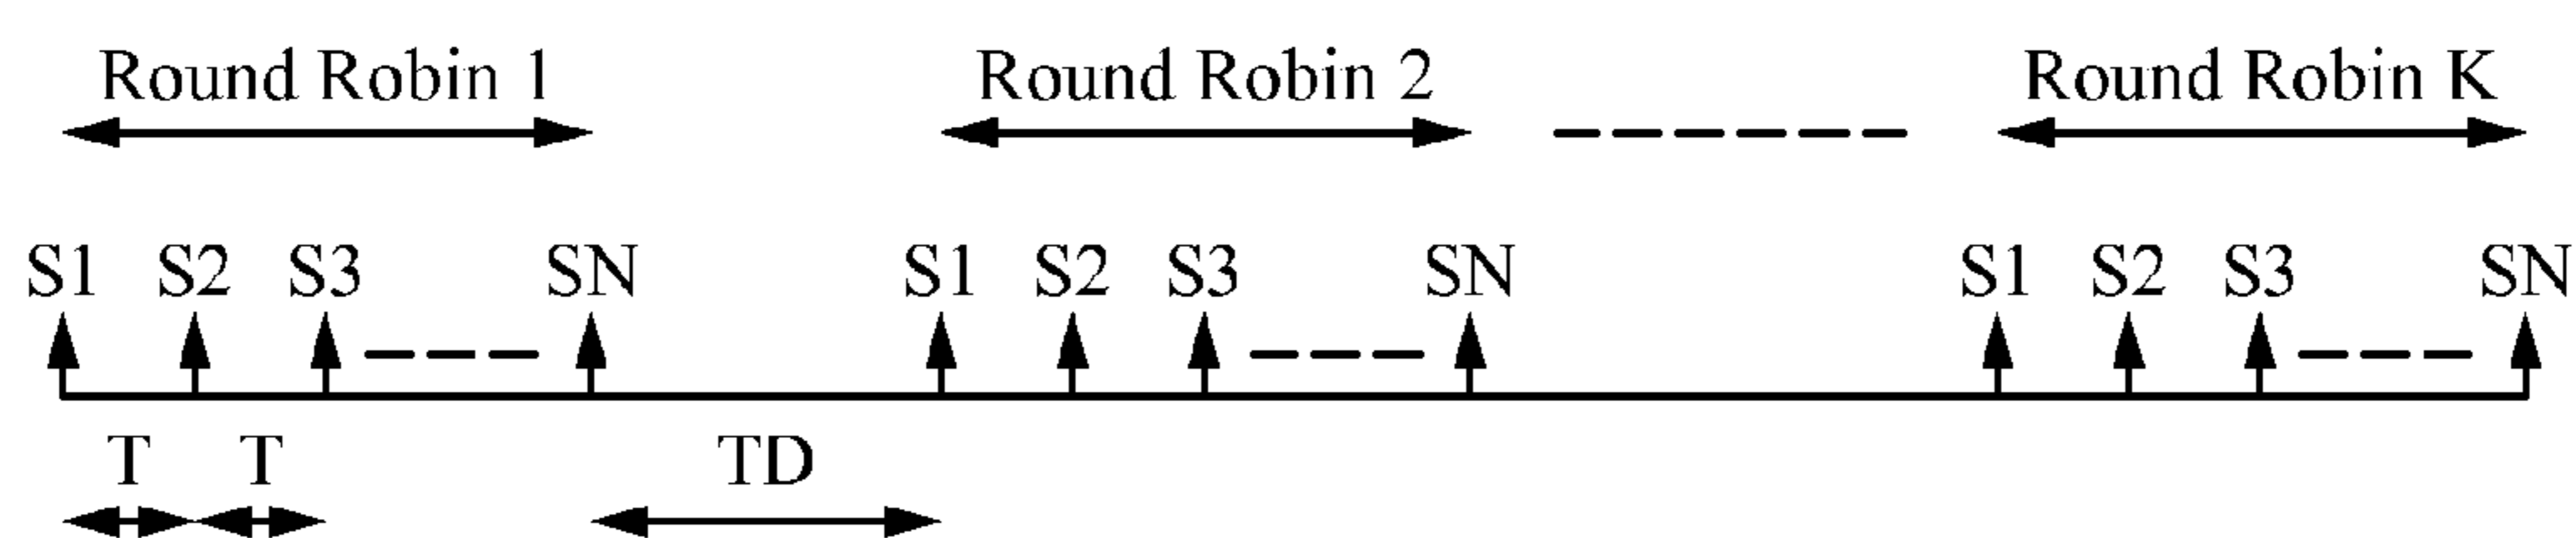 Round Robin 1 Round Robin 2 Round Robin K
S1 S2 S3 SN S1 S2 S3 SN S1 S2 S3 SN
T T TD